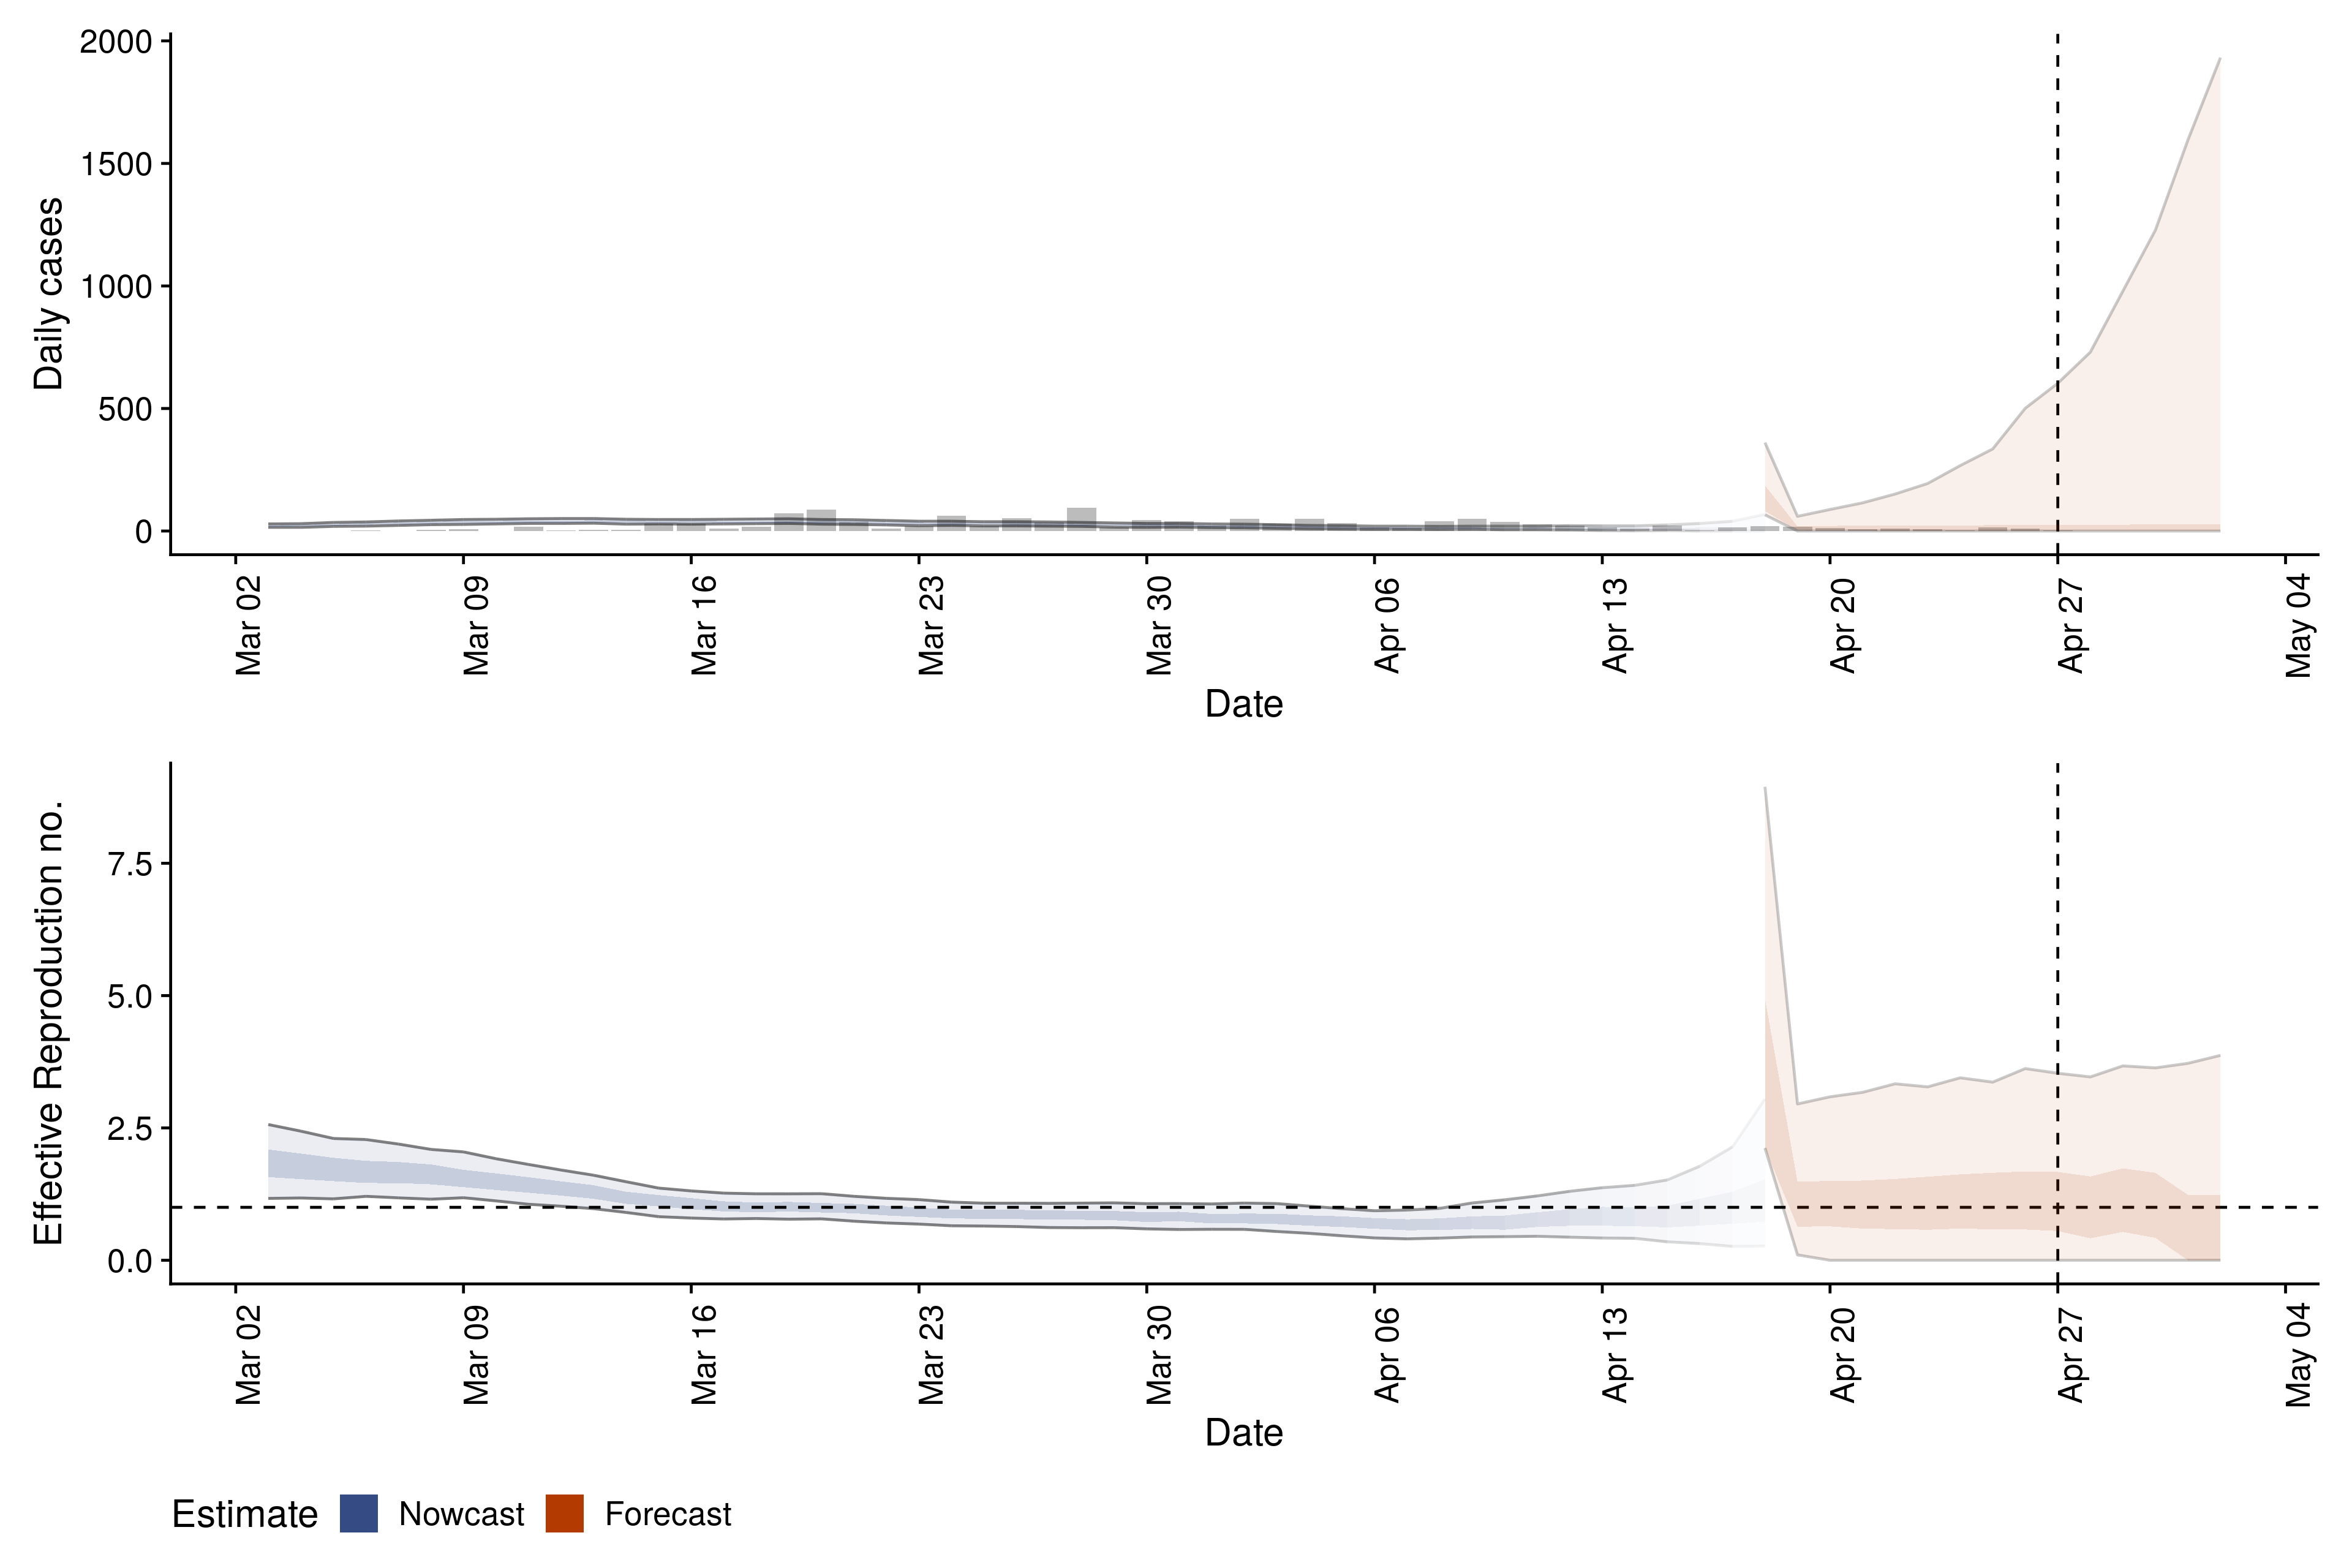 2000
1500
1000
500
0
Daily cases
Mar 02
Mar 09
Mar 16
Mar 23
Mar 30
Apr 06
Apr 13
Apr 20
Apr 27
May 04
Date
7.5
5.0
2.5
0.0
Effective Reproduction no.
Mar 02
Mar 09
Mar 16
Mar 23
Mar 30
Apr 06
Apr 13
Apr 20
Apr 27
May 04
Date
Estimate Nowcast Forecast